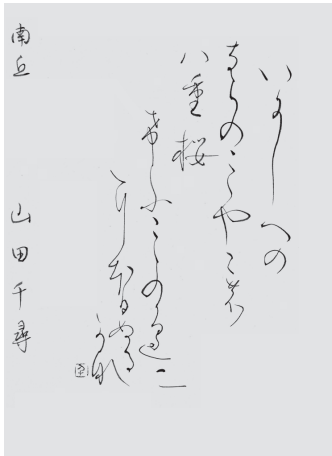 いにしへの
ならのみやこの
八重桜
けふここのへに
にほひぬる
かな
南丘　山田千尋